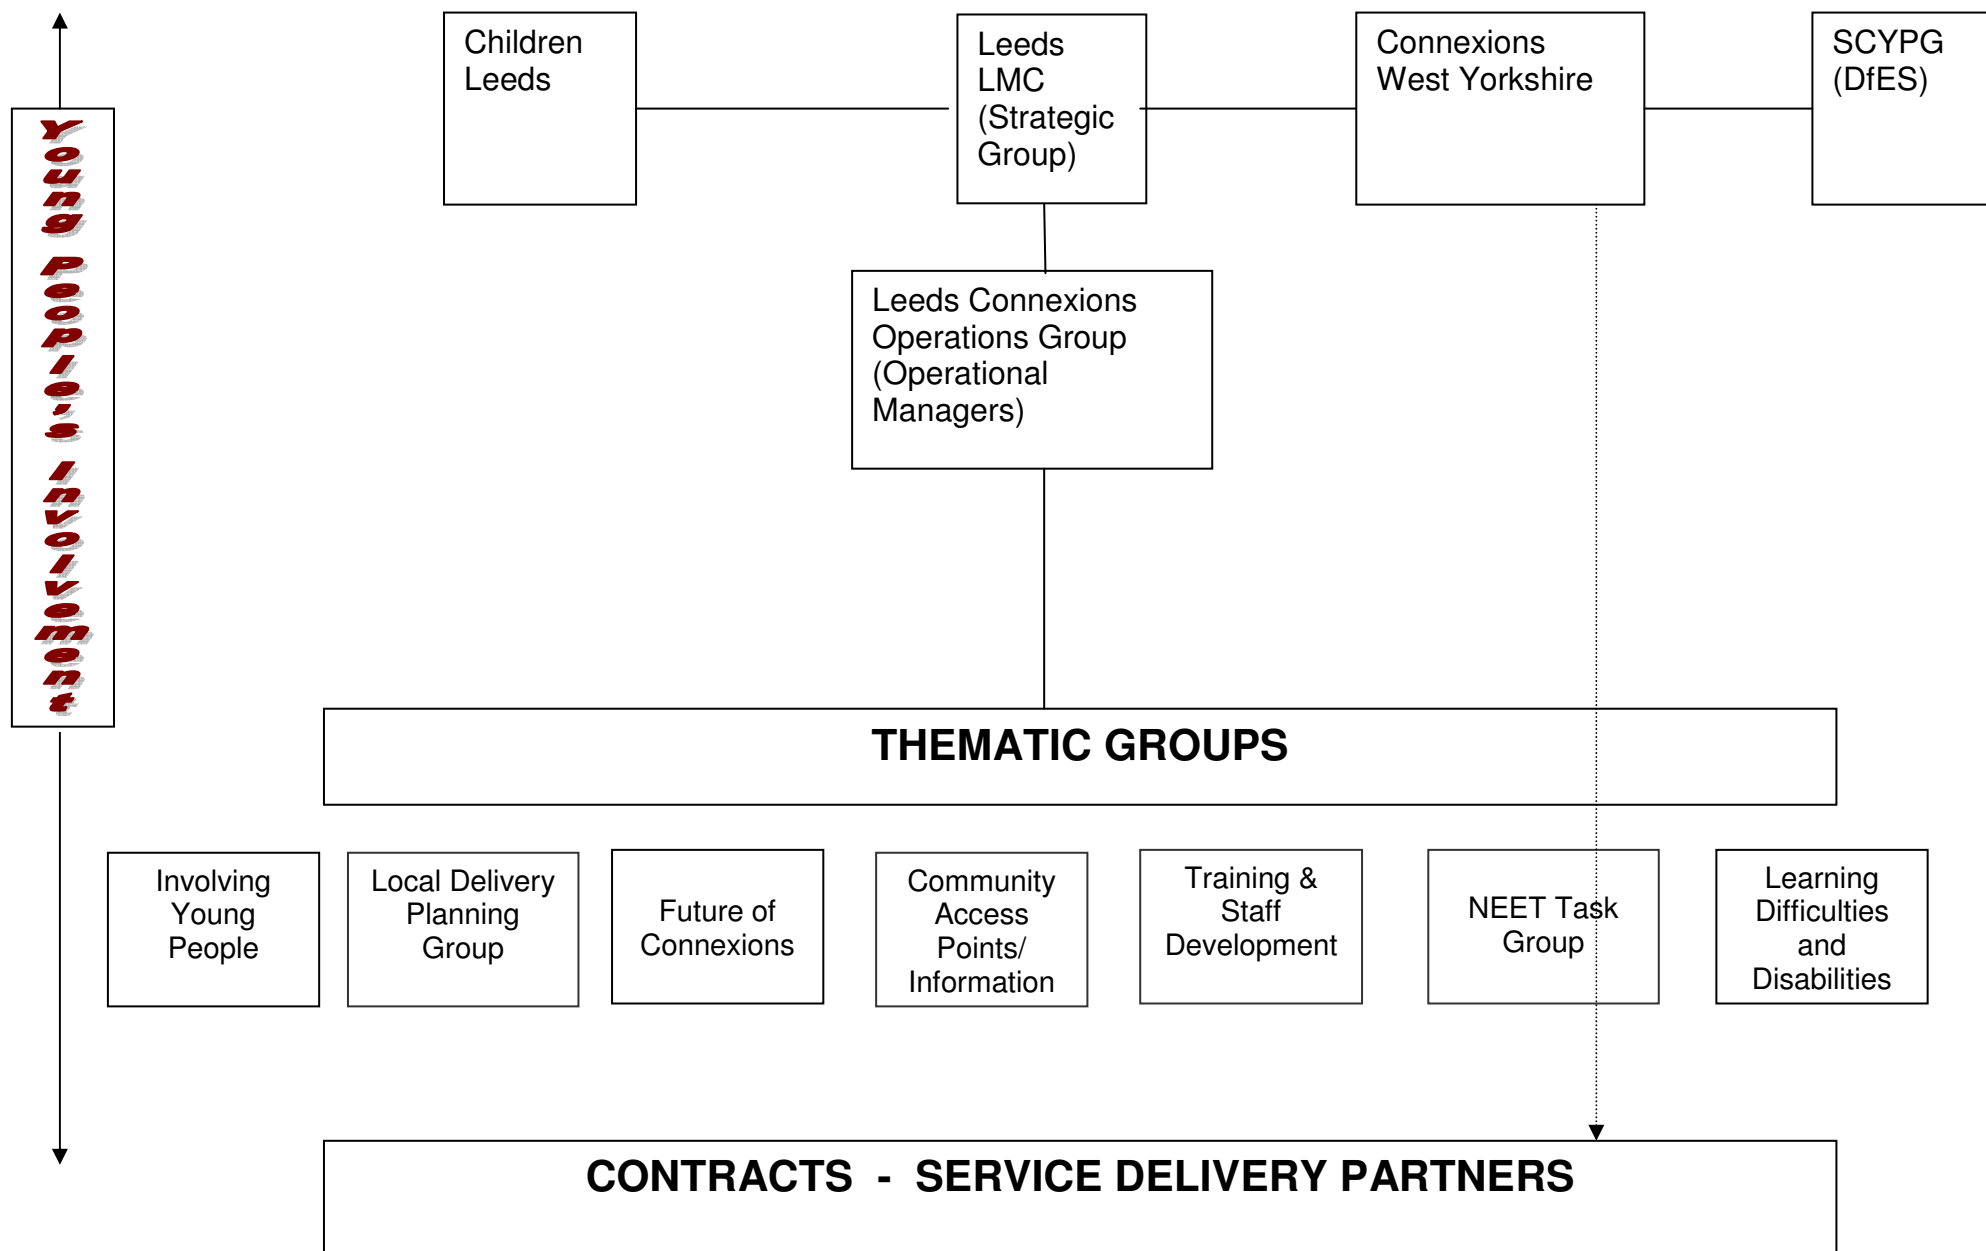 Young People's Involvement
Children
Leeds
Leeds
LMC
(Strategic
Group)
Connexions
West Yorkshire
SCYPG
(DfES)
Leeds Connexions
Operations Group
(Operational
Managers)
THEMATIC GROUPS
Involving
Young
People
Local Delivery
Planning
Group
Future of
Connexions
Community
Access
Points/
Information
Training &
Staff
Development
NEET Task
Group
Learning
Difficulties
and
Disabilities
CONTRACTS - SERVICE DELIVERY PARTNERS